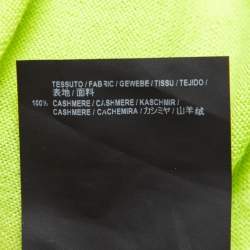 TESSUTO / FABRIC / GEWEBE / TISSU / TEJIDO /
表地 / 面料
100% CASHMERE / CASHMERE / KASCHMIR /
CASHMERE / CACHEMIRA / カシミヤ / 山羊绒